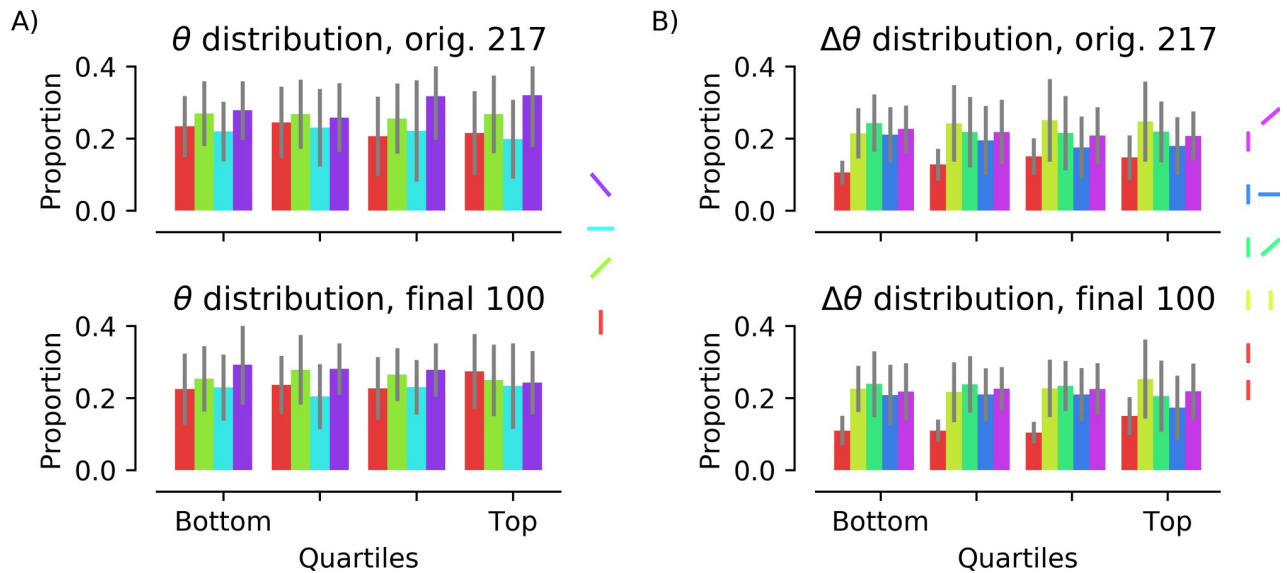 A)
θ distribution, orig. 217
Proportion
0.4
0.2
0.0
θ distribution, final 100
Proportion
0.4
0.2
0.0
Bottom
Top
Quartiles
B)
Δθ distribution, orig. 217
Proportion
0.4
0.2
0.0
Δθ distribution, final 100
Proportion
0.4
0.2
0.0
Bottom
Top
Quartiles